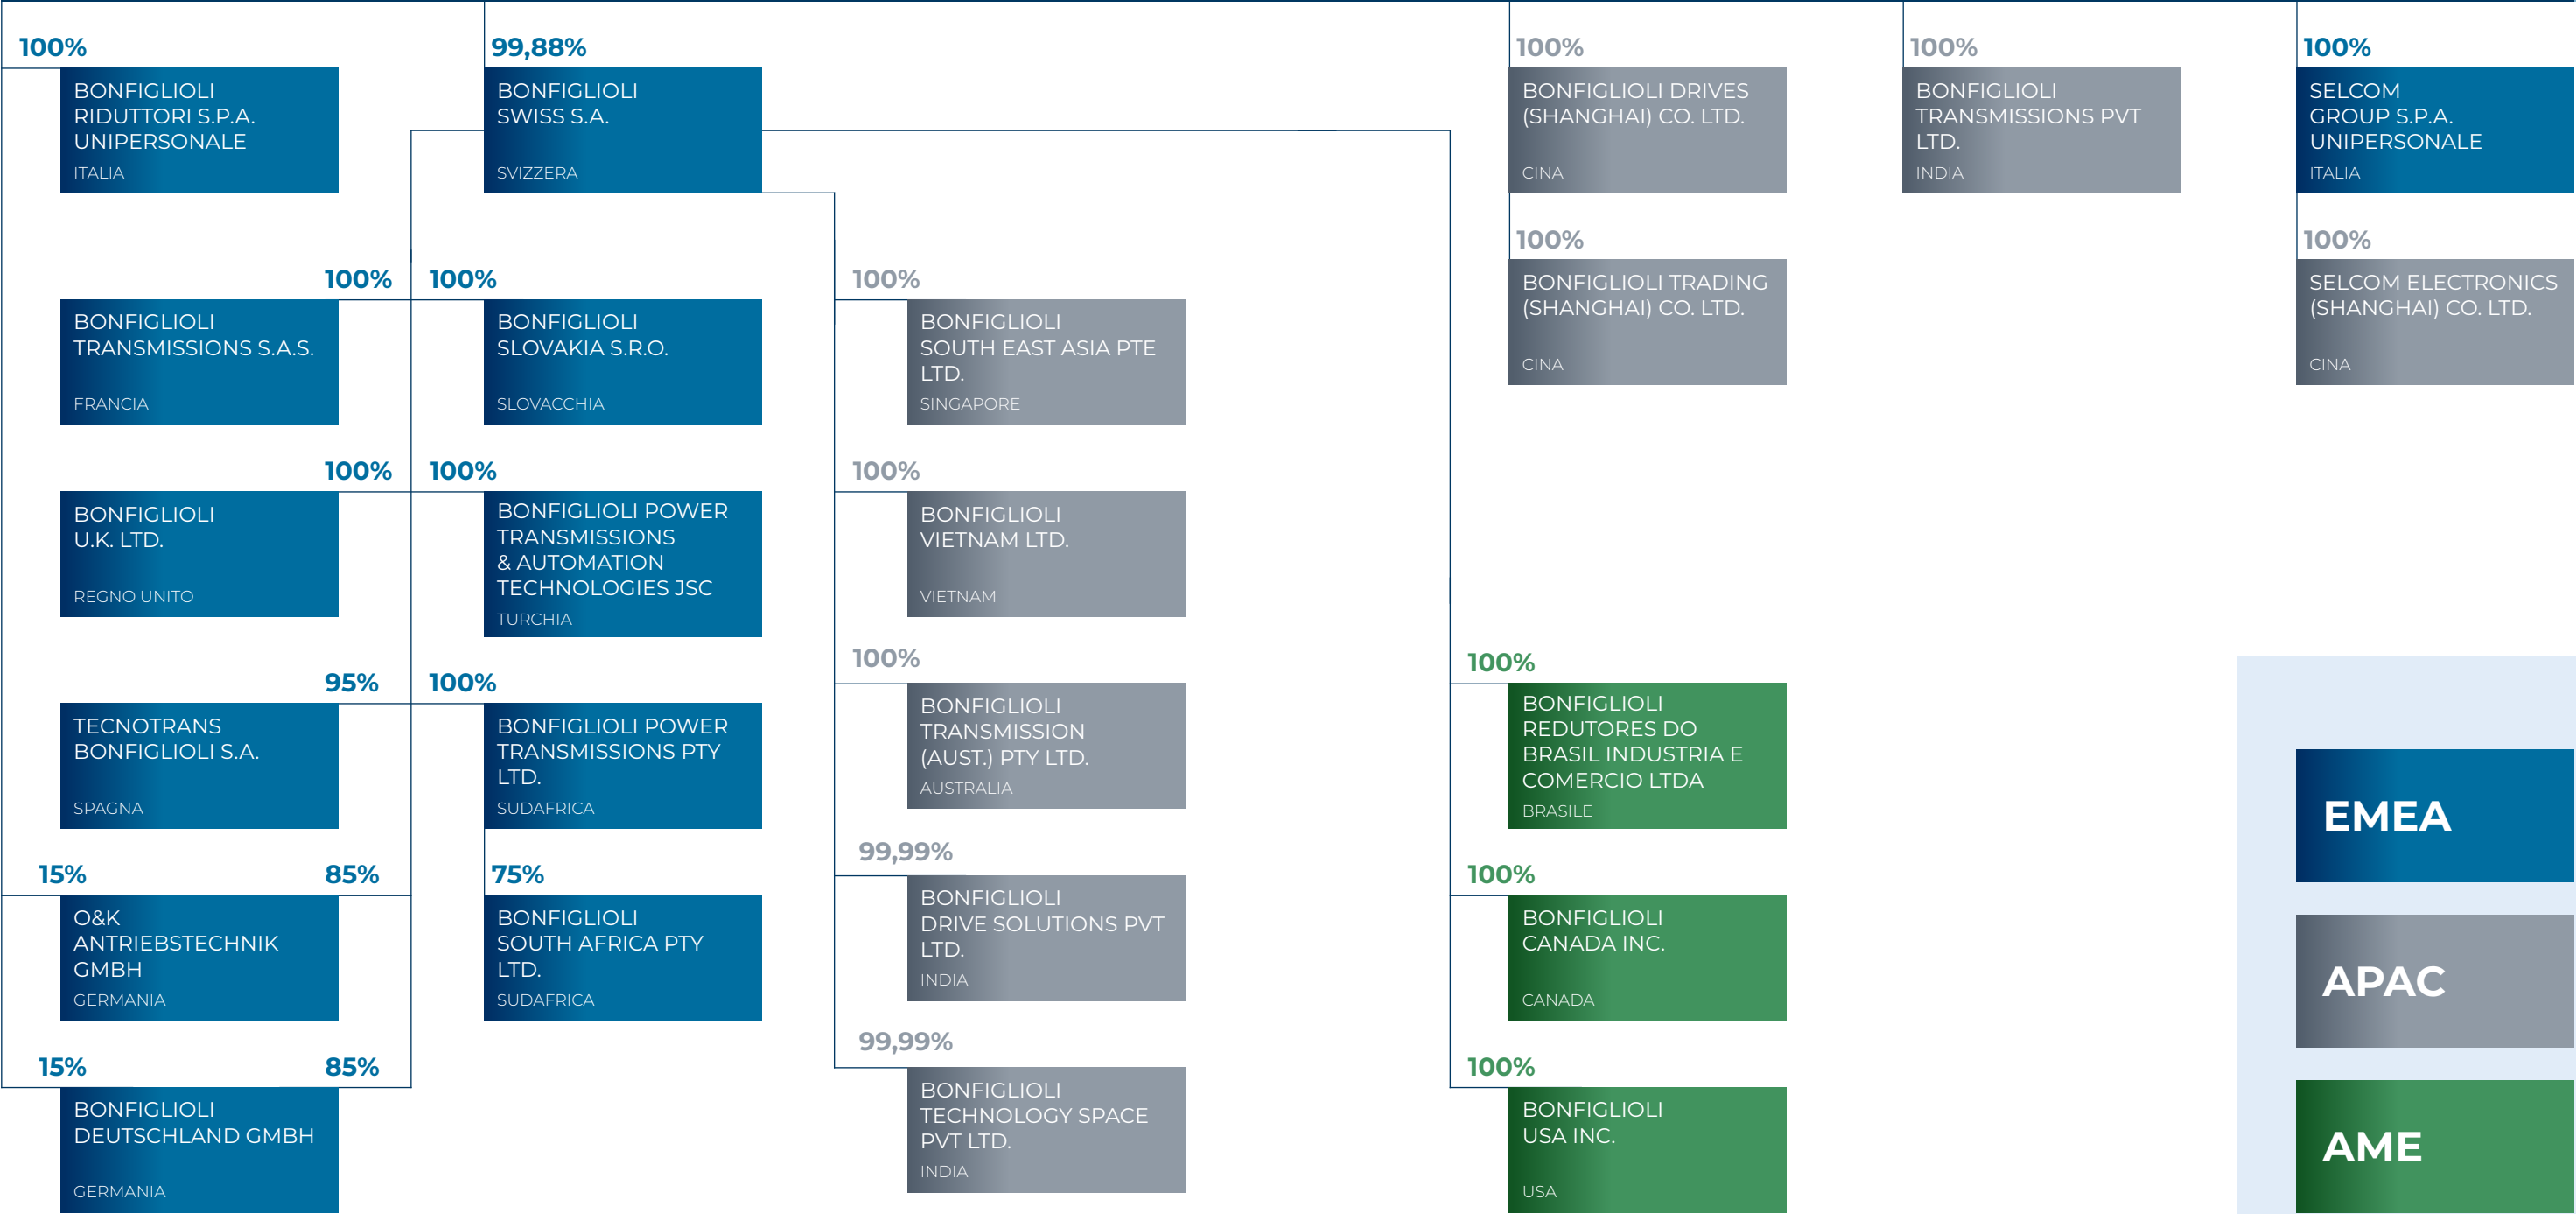 100%
BONFIGLIOLI
RIDUTTORI S.P.A.
UNIPERSONALE
ITALIA
99,88%
BONFIGLIOLI
SWISS S.A.
SVIZZERA
100%
BONFIGLIOLI DRIVES
(SHANGHAI) CO. LTD.
CINA
100%
BONFIGLIOLI
TRANSMISSIONS PVT
LTD.
INDIA
100%
SELCOM
GROUP S.P.A.
UNIPERSONALE
ITALIA
100%
BONFIGLIOLI TRADING
(SHANGHAI) CO. LTD.
CINA
100%
SELCOM ELECTRONICS
(SHANGHAI) CO. LTD.
CINA
100%
BONFIGLIOLI
TRANSMISSIONS S.A.S.
FRANCIA
100%
BONFIGLIOLI
SLOVAKIA S.R.O.
SLOVACCHIA
100%
BONFIGLIOLI
SOUTH EAST ASIA PTE
LTD.
SINGAPORE
100%
BONFIGLIOLI
U.K. LTD.
REGNO UNITO
100%
BONFIGLIOLI POWER
TRANSMISSIONS
& AUTOMATION
TECHNOLOGIES JSC
TURCHIA
100%
BONFIGLIOLI
VIETNAM LTD.
VIETNAM
95%
TECNOTRANS
BONFIGLIOLI S.A.
SPAGNA
100%
BONFIGLIOLI POWER
TRANSMISSIONS PTY
LTD.
SUDAFRICA
100%
BONFIGLIOLI
TRANSMISSION
(AUST.) PTY LTD.
AUSTRALIA
100%
BONFIGLIOLI
REDUTORES DO
BRASIL INDUSTRIA E
COMERCIO LTDA
BRASILE
15%
85%
O&K
ANTRIEBSTECHNIK
GMBH
GERMANIA
75%
BONFIGLIOLI
SOUTH AFRICA PTY
LTD.
SUDAFRICA
99,99%
BONFIGLIOLI
DRIVE SOLUTIONS PVT
LTD.
INDIA
100%
BONFIGLIOLI
CANADA INC.
CANADA
15%
85%
BONFIGLIOLI
DEUTSCHLAND GMBH
GERMANIA
99,99%
BONFIGLIOLI
TECHNOLOGY SPACE
PVT LTD.
INDIA
100%
BONFIGLIOLI
USA INC.
USA
EMEA
APAC
AME